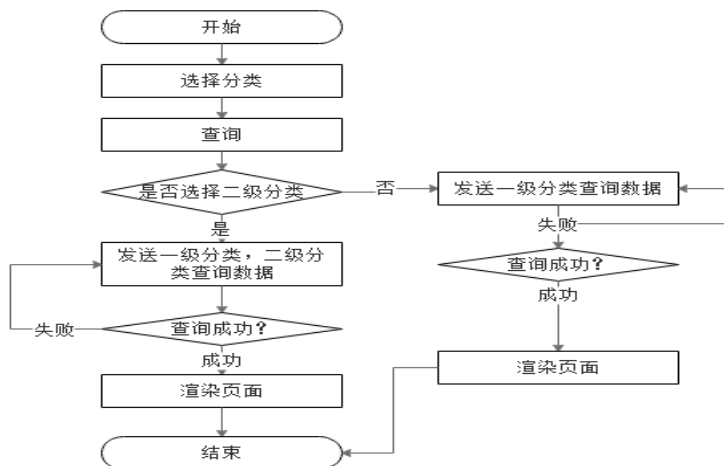 开始
选择分类
查询
是否选择二级分类
否
发送一级分类查询数据
失败
是
发送一级分类，二级分
类查询数据
查询成功？
成功
失败
查询成功？
成功
渲染页面
渲染页面
结束